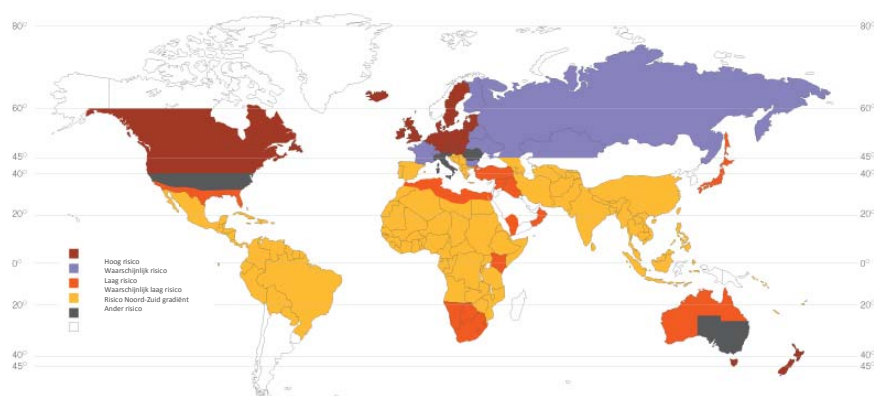 80° 80°
60° 60°
45° 45°
40° 40°
20° 20°
0° 0°
20° 20°
40° 40°
45° 45°
Hoog risico
Waarschijnlijk risico
Laag risico
Waarschijnlijk laag risico
Risico Noord-Zuid gradiënt
Ander risico